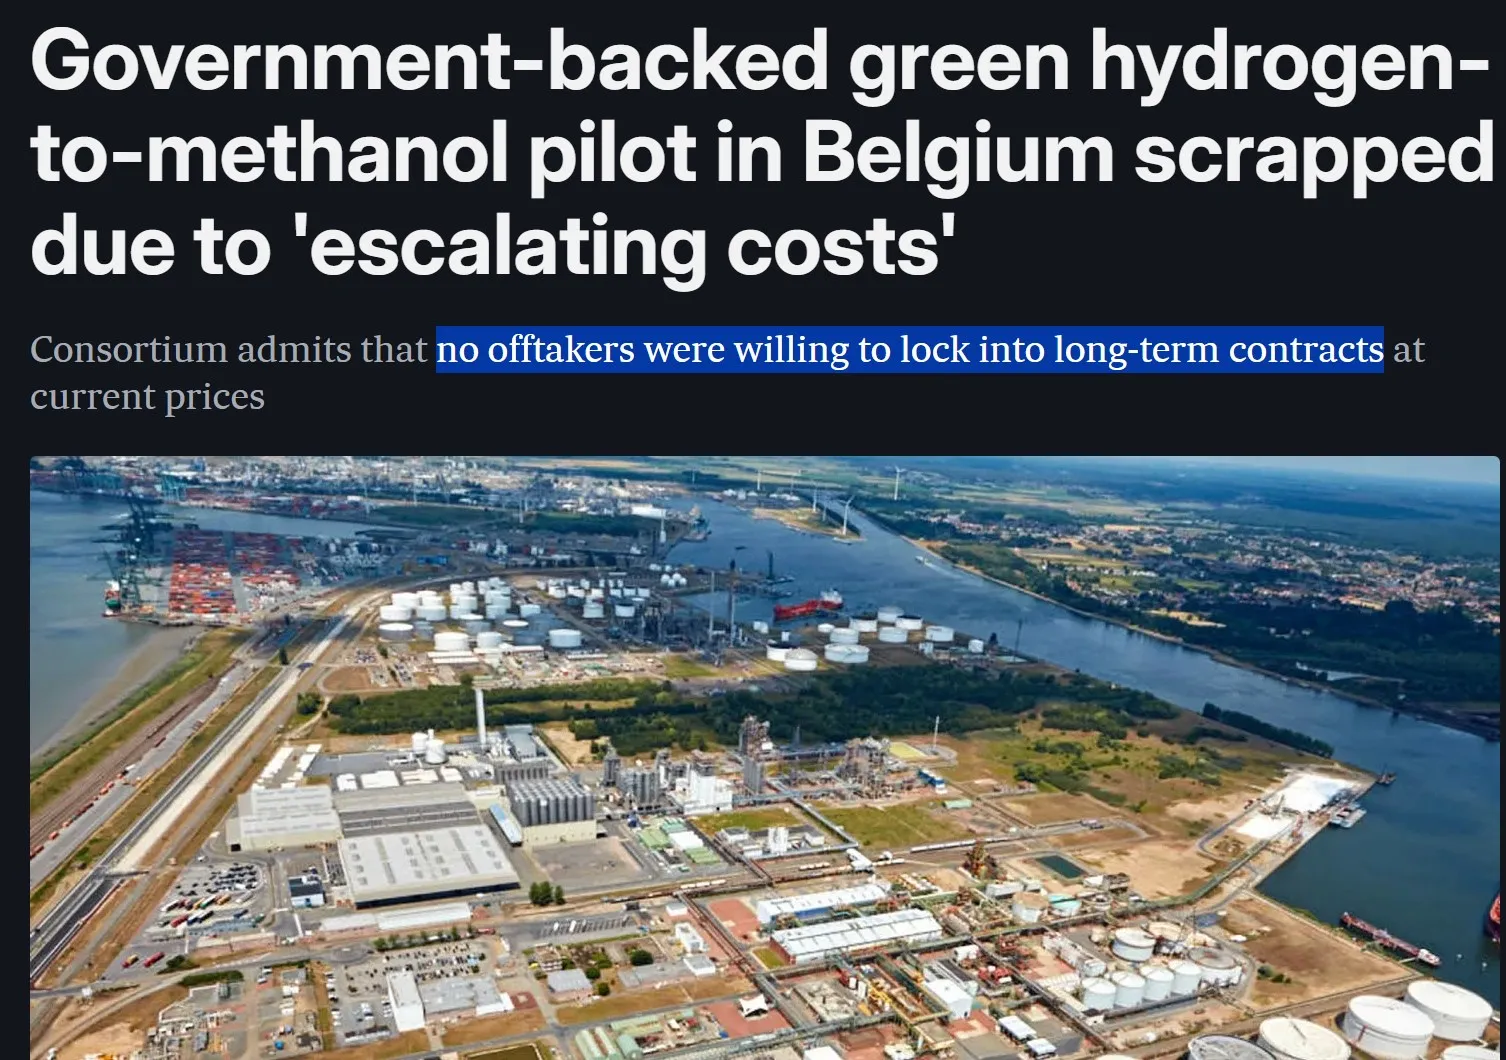 Government-backed green hydrogen-
to-methanol pilot in Belgium scrapped
due to 'escalating costs'
Consortium admits that no offtakers were willing to lock into long-term contracts at
current prices